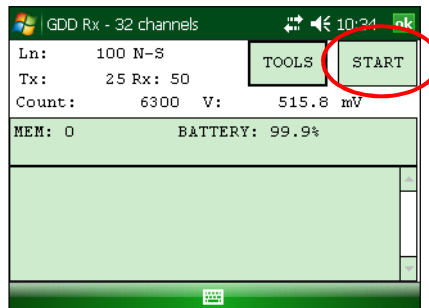 GDD Rx - 32 channels 10:34 ok
Ln: 100 N-S
TOOLS START
Tx: 25 Rx: 50
Count: 6300 V: 515.8 mV
MEM: 0 BATTERY: 99.9%